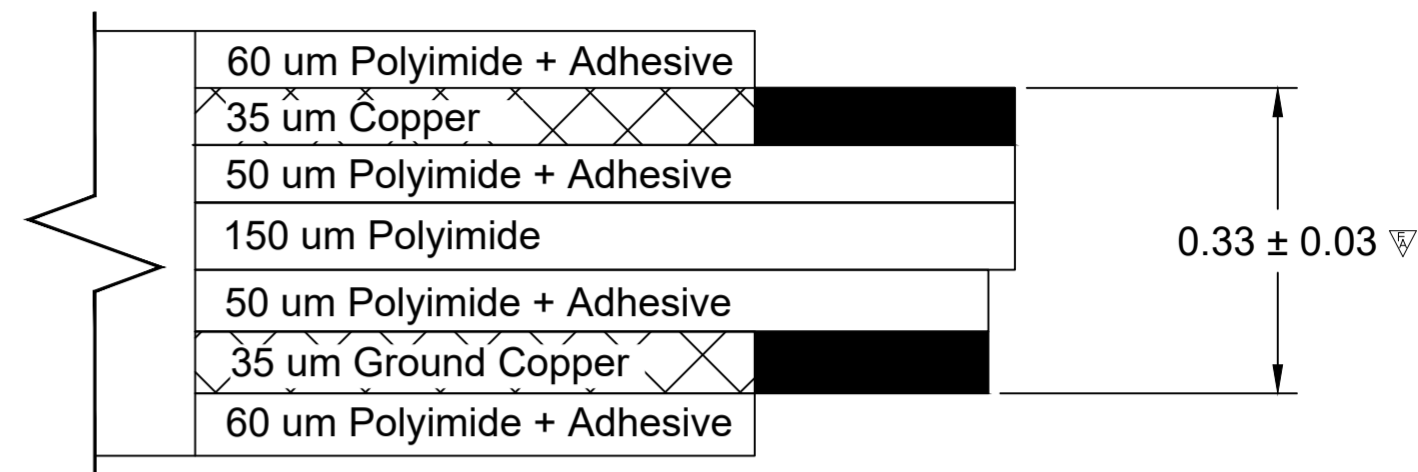 60 um Polyimide + Adhesive
35 um Copper
50 um Polyimide + Adhesive
150 um Polyimide
0.33 ± 0.03
50 um Polyimide + Adhesive
35 um Ground Copper
60 um Polyimide + Adhesive